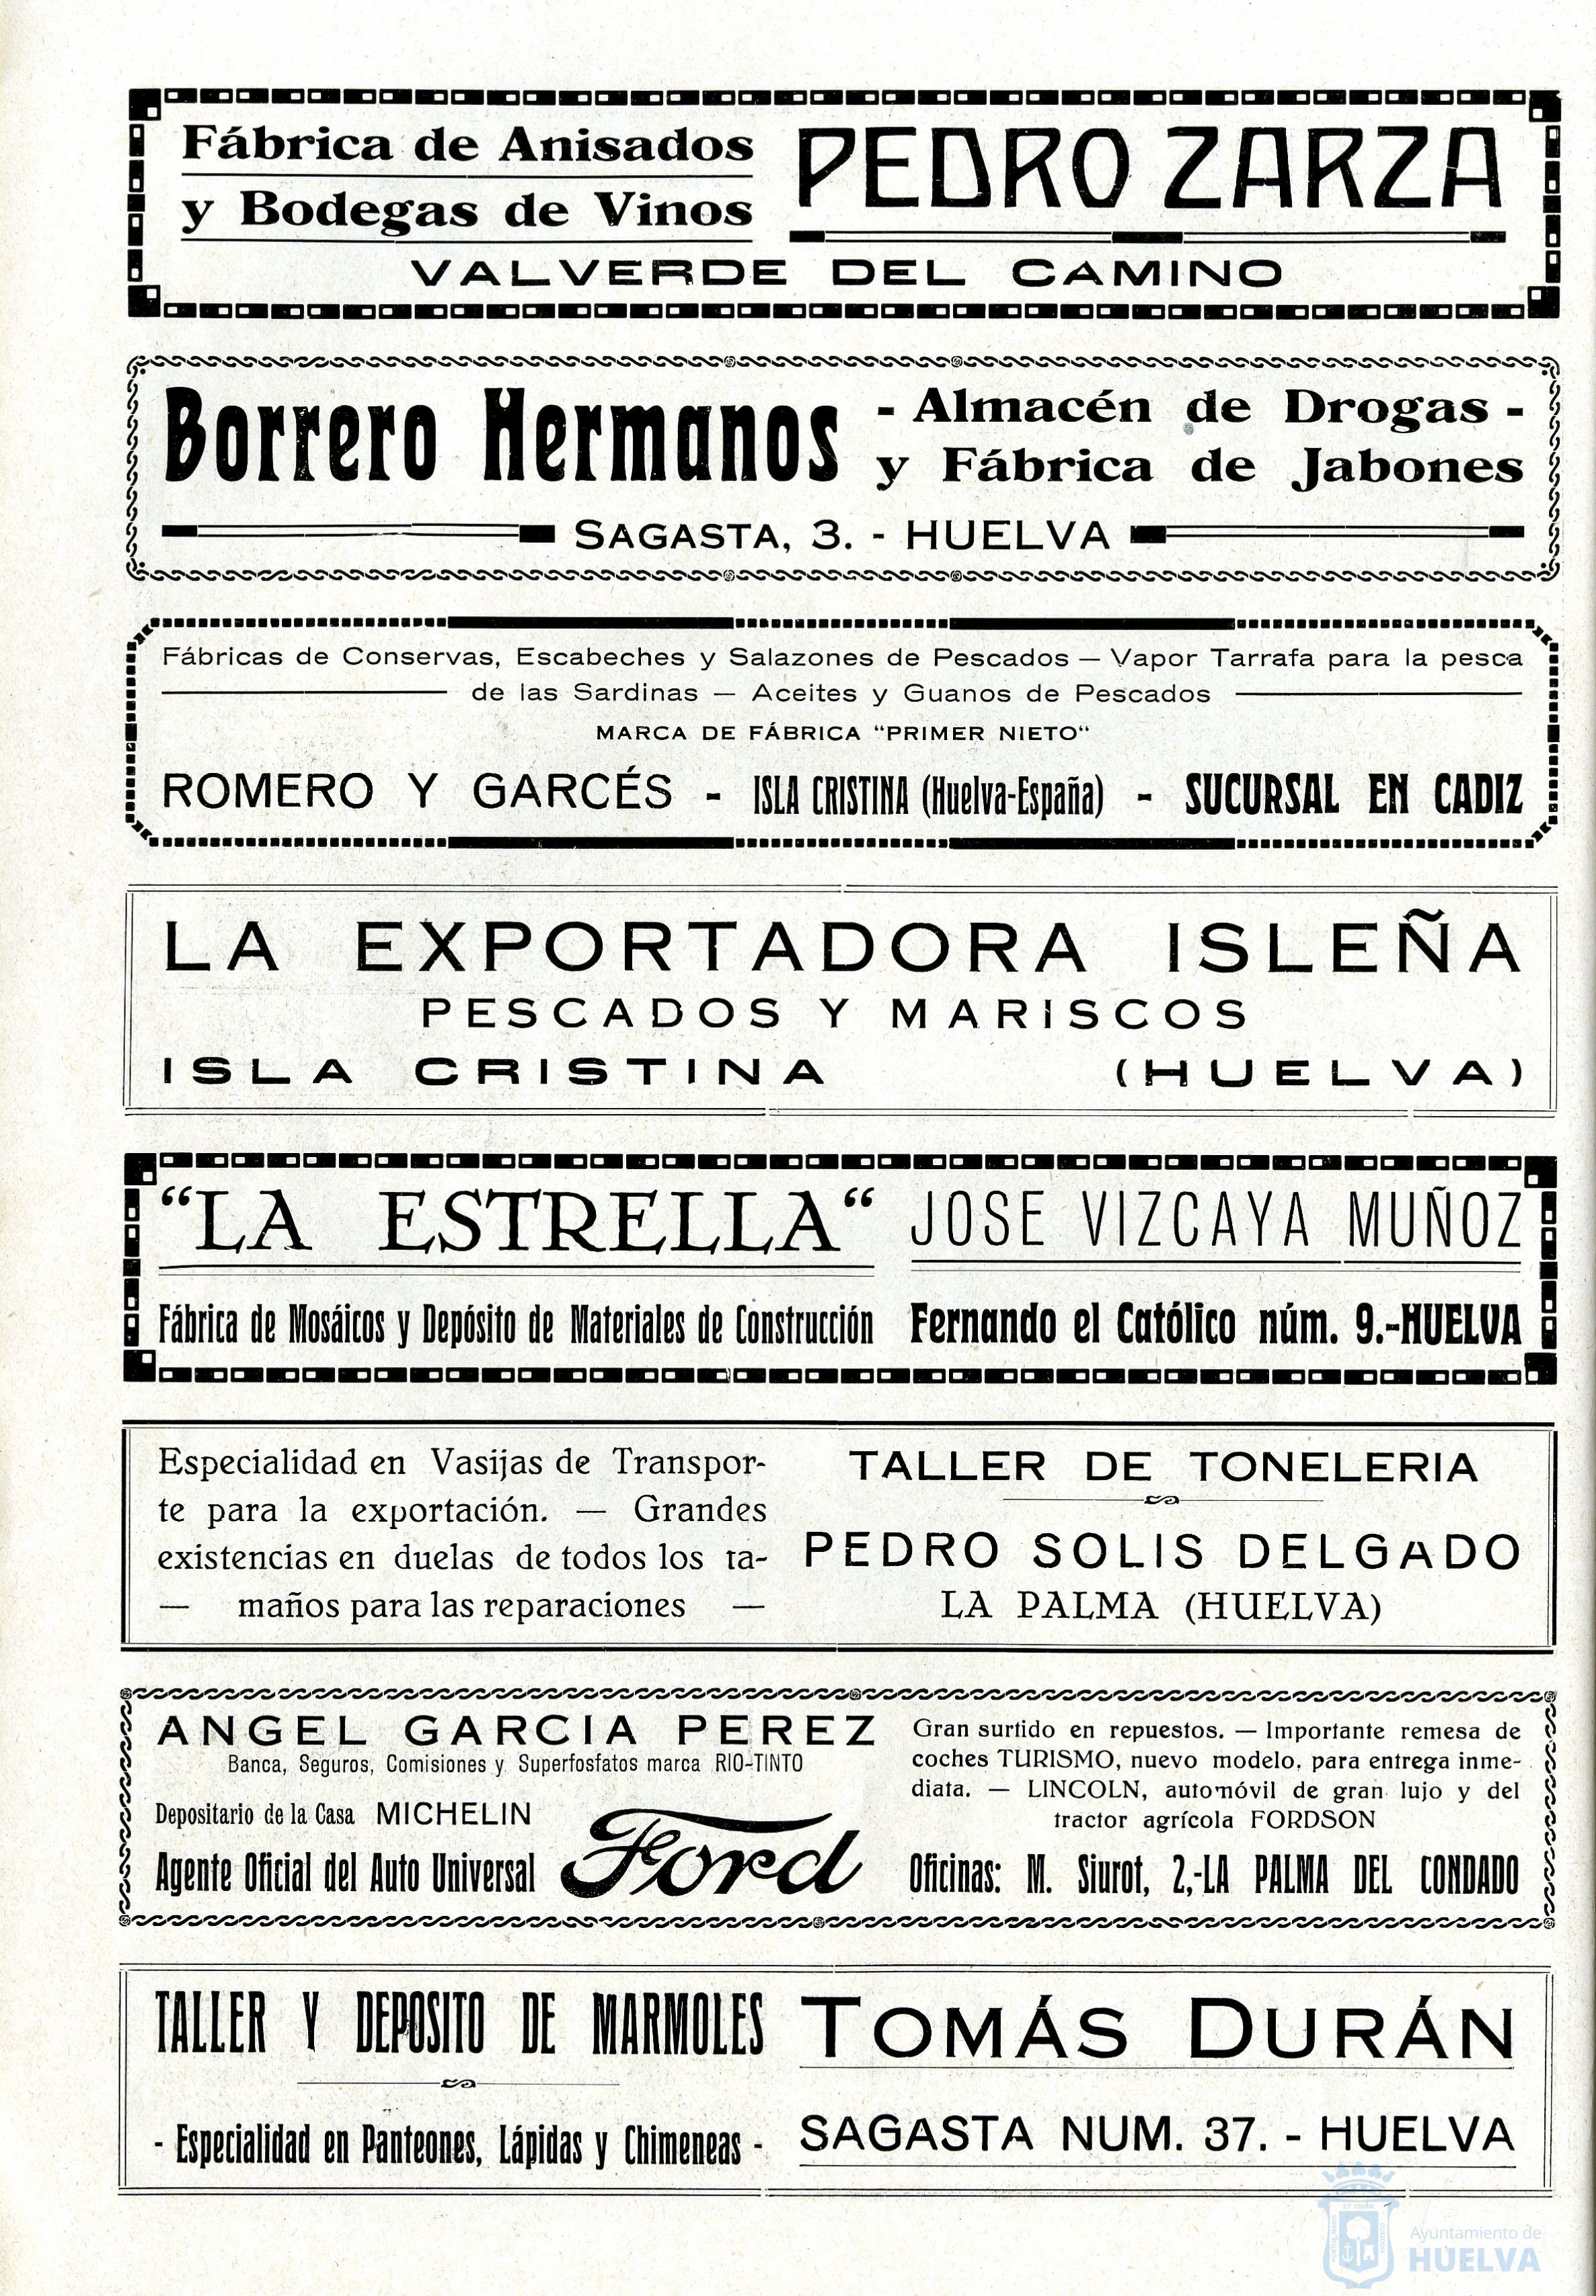 Fábrica de Anisados
y Bodegas de Vinos
PEDRO ZARZA
VALVERDE DEL CAMINO
Borrero Hermanos
- Almacén de Drogas -
y Fábrica de Jabones
SAGASTA, 3. - HUELVA
Fábricas de Conservas, Escabeches y Salazones de Pescados — Vapor Tarrafa para la pesca
de las Sardinas — Aceites y Guanos de Pescados
MARCA DE FÁBRICA "PRIMER NIETO"
ROMERO Y GARCÉS - ISLA CRISTINA (Huelva-España) - SUCURSAL EN CADIZ
LA EXPORTADORA ISLEÑA
PESCADOS Y MARISCOS
ISLA CRISTINA (HUELVA)
"LA ESTRELLA"
JOSE VIZCAYA MUÑOZ
Fábrica de Mosáicos y Depósito de Materiales de Construcción
Fernando el Católico núm. 9.-HUELVA
Especialidad en Vasijas de Transpor-
te para la exportación. — Grandes
existencias en duelas de todos los ta-
— maños para las reparaciones —
TALLER DE TONELERIA
PEDRO SOLIS DELGADO
LA PALMA (HUELVA)
ANGEL GARCIA PEREZ
Banca, Seguros, Comisiones y Superfosfatos marca RIO-TINTO
Depositario de la Casa MICHELIN
Agente Oficial del Auto Universal
Ford
Gran surtido en repuestos. — Importante remesa de
coches TURISMO, nuevo modelo, para entrega inme-
diata. — LINCOLN, automóvil de gran lujo y del
tractor agrícola FORDSON
Oficinas: M. Siurot, 2,-LA PALMA DEL CONDADO
TALLER Y DEPOSITO DE MARMOLES
- Especialidad en Panteones, Lápidas y Chimeneas -
TOMÁS DURÁN
SAGASTA NUM. 37. - HUELVA
Ayuntamiento de
HUELVA